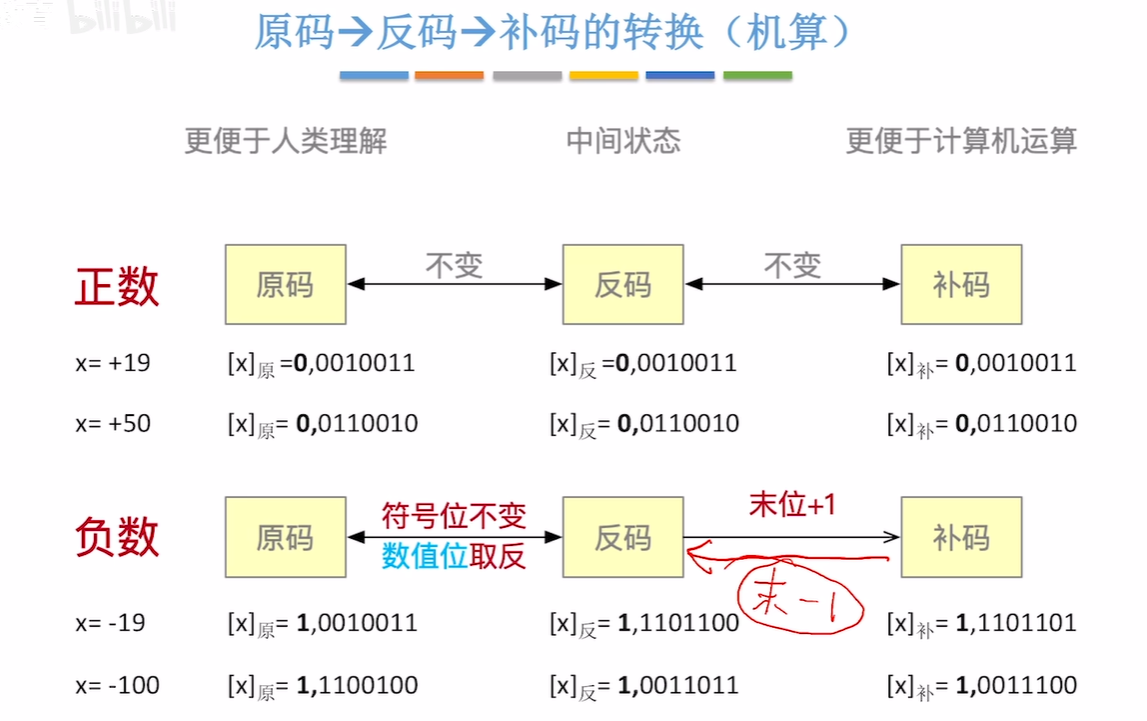 bilibili
原码→反码→补码的转换（机算）
更便于人类理解 中间状态 更便于计算机运算
正数 原码 不变 反码 不变 补码
x= +19 [x]原 =0,0010011 [x]反 =0,0010011 [x]补= 0,0010011
x= +50 [x]原= 0,0110010 [x]反= 0,0110010 [x]补= 0,0110010
负数 原码 符号位不变 反码 末位+1 补码
数值位取反
末-1
x= -19 [x]原= 1,0010011 [x]反= 1,1101100 [x]补= 1,1101101
x= -100 [x]原= 1,1100100 [x]反= 1,0011011 [x]补= 1,0011100